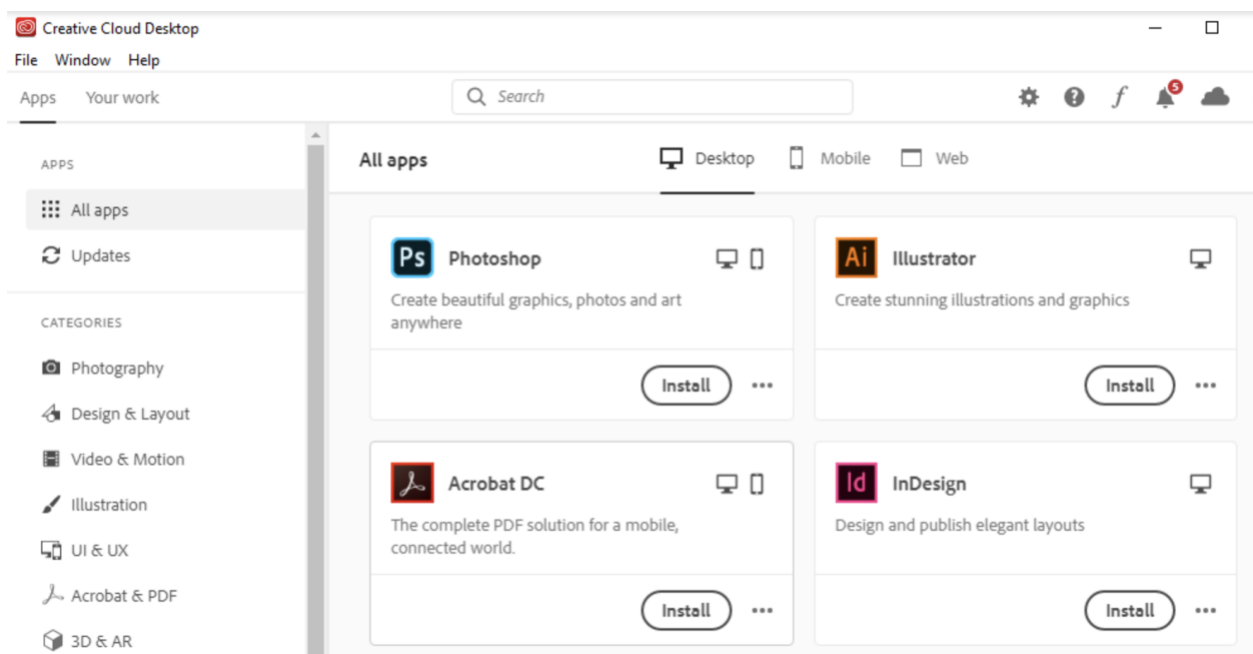 Creative Cloud Desktop
File Window Help
Apps Your work
Search
5
APPS
All apps
Updates
CATEGORIES
Photography
Design & Layout
Video & Motion
Illustration
UI & UX
Acrobat & PDF
3D & AR
All apps
Desktop Mobile Web
Ps Photoshop
Create beautiful graphics, photos and art
anywhere
Install
Ai Illustrator
Create stunning illustrations and graphics
Install
Acrobat DC
The complete PDF solution for a mobile,
connected world.
Install
Id InDesign
Design and publish elegant layouts
Install